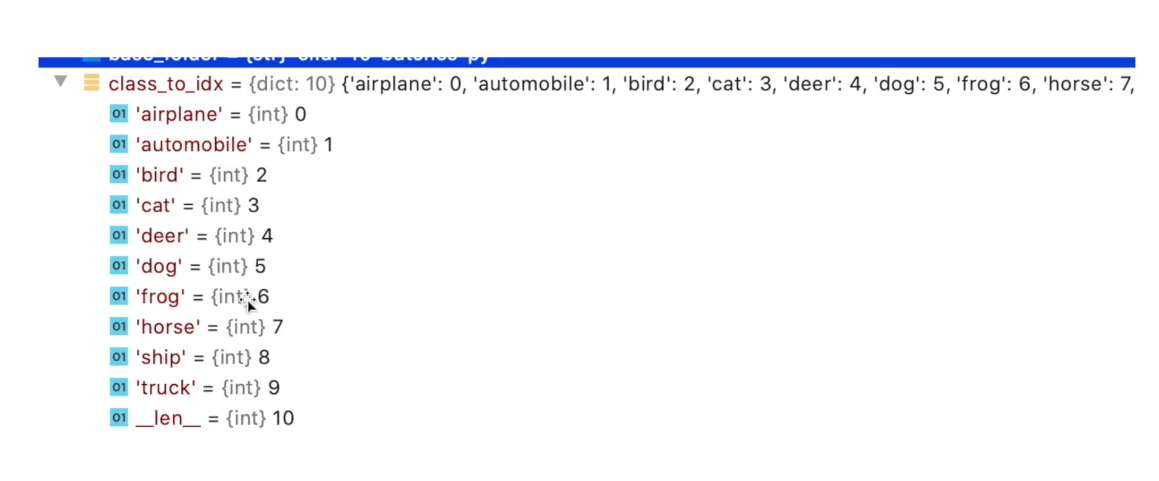 class_to_idx = {dict: 10} {'airplane': 0, 'automobile': 1, 'bird': 2, 'cat': 3, 'deer': 4, 'dog': 5, 'frog': 6, 'horse': 7,
01 'airplane' = {int} 0
01 'automobile' = {int} 1
01 'bird' = {int} 2
01 'cat' = {int} 3
01 'deer' = {int} 4
01 'dog' = {int} 5
01 'frog' = {int} 6
01 'horse' = {int} 7
01 'ship' = {int} 8
01 'truck' = {int} 9
01 __len__ = {int} 10